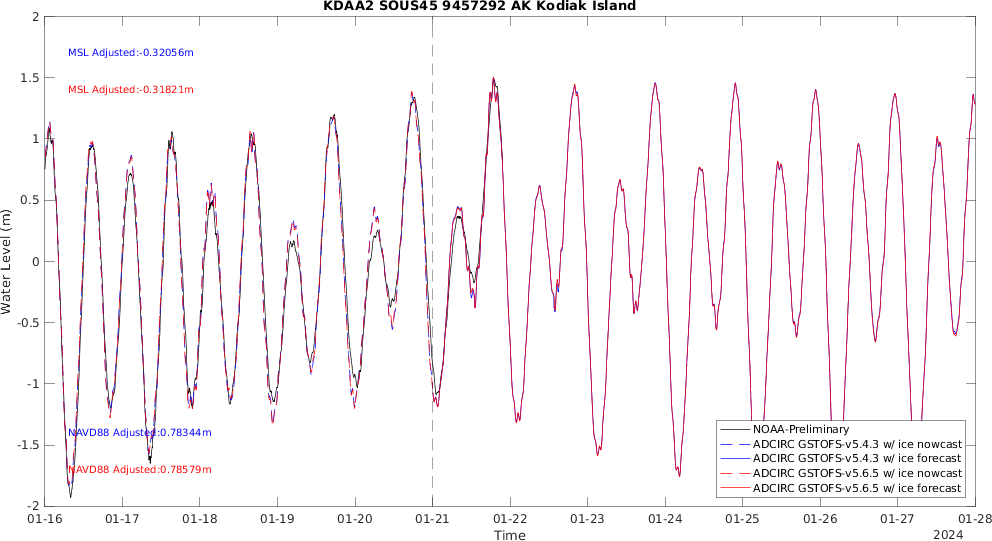 KDAA2 SOUS45 9457292 AK Kodiak Island
MSL Adjusted:-0.32056m
MSL Adjusted:-0.31821m
NAVD88 Adjusted:0.78344m
NAVD88 Adjusted:0.78579m
Water Level (m)
2
1.5
1
0.5
0
-0.5
-1
-1.5
-2
NOAA-Preliminary
ADCIRC GSTOFS-v5.4.3 w/ ice nowcast
ADCIRC GSTOFS-v5.4.3 w/ ice forecast
ADCIRC GSTOFS-v5.6.5 w/ ice nowcast
ADCIRC GSTOFS-v5.6.5 w/ ice forecast
01-16 01-17 01-18 01-19 01-20 01-21 01-22 01-23 01-24 01-25 01-26 01-27 01-28
Time
2024